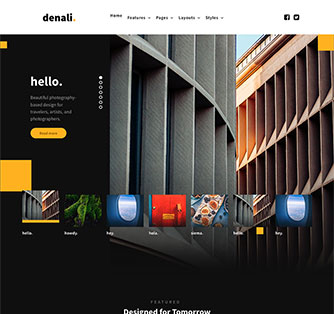 denali.
Home Features Pages Layouts Styles
hello.
Beautiful photography-
based design for
travelers, artists, and
photographers.
Read more
hello. howdy. hey. hola. hello. hey.
FEATURED
Designed for Tomorrow